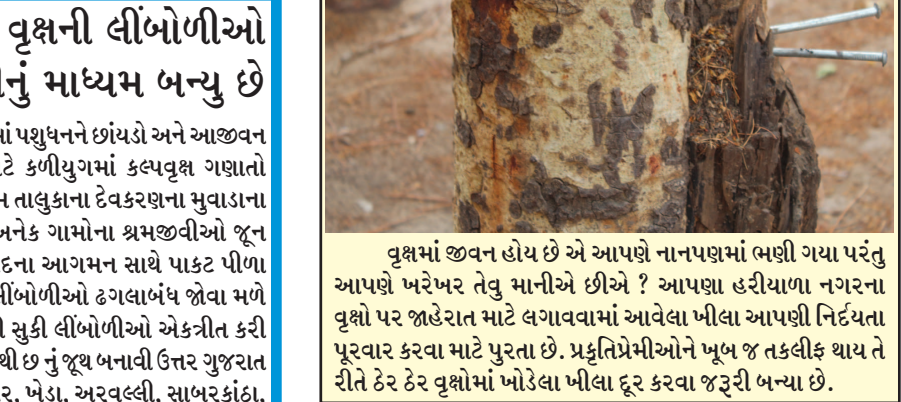 વૃક્ષની લીંબોળીઓ
માધ્યમ બન્યુ છે
પશુધનને છાંયડો અને આજીવન
કળીયુગમાં કલ્પવૃક્ષ ગણાતો
તાલુકાના દેવકરણના મુવાડાના
અનેક ગામોના શ્રમજીવીઓ જૂન
આગમન સાથે પાકટ પીળા
લીંબોળીઓ ઢગલાબંધ જોવા મળે
સુકી લીંબોળીઓ એકત્રીત કરી
થી છ નું જૂથ બનાવી ઉત્તર ગુજરાત
ખેડા, અરવલ્લી, સાબરકાંઠા,
વૃક્ષમાં જીવન હોય છે એ આપણે નાનપણમાં ભણી ગયા પરંતુ
આપણે ખરેખર તેવુ માનીએ છીએ ? આપણા હરીયાળા નગરના
વૃક્ષો પર જાહેરાત માટે લગાવવામાં આવેલા ખીલા આપણી નિર્દયતા
પૂરવાર કરવા માટે પુરતા છે. પ્રકૃતિપ્રેમીઓને ખૂબ જ તકલીફ થાય તે
રીતે ઠેર ઠેર વૃક્ષોમાં ખોડેલા ખીલા દૂર કરવા જરૂરી બન્યા છે.